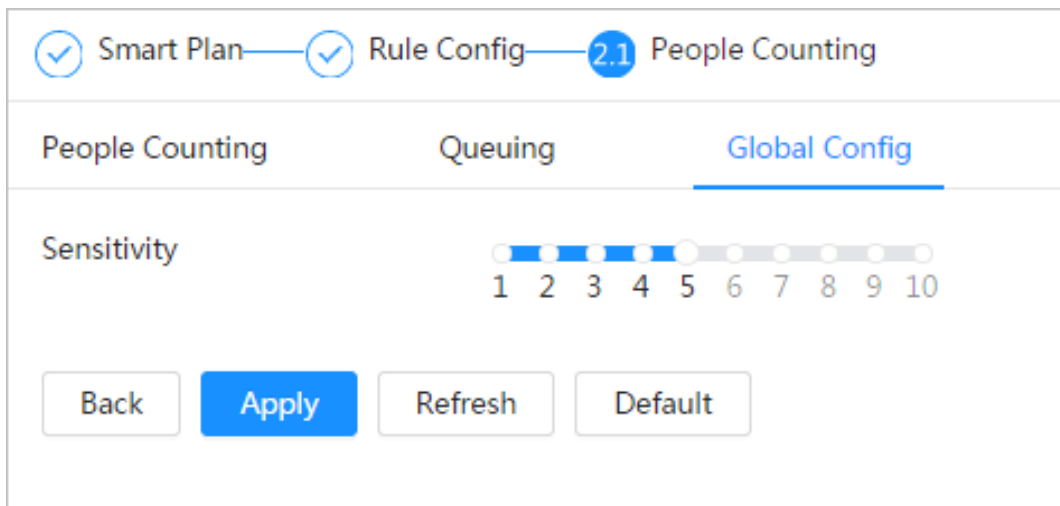 Smart Plan Rule Config 2.1 People Counting
People Counting Queuing Global Config
Sensitivity
1 2 3 4 5 6 7 8 9 10
Back Apply Refresh Default